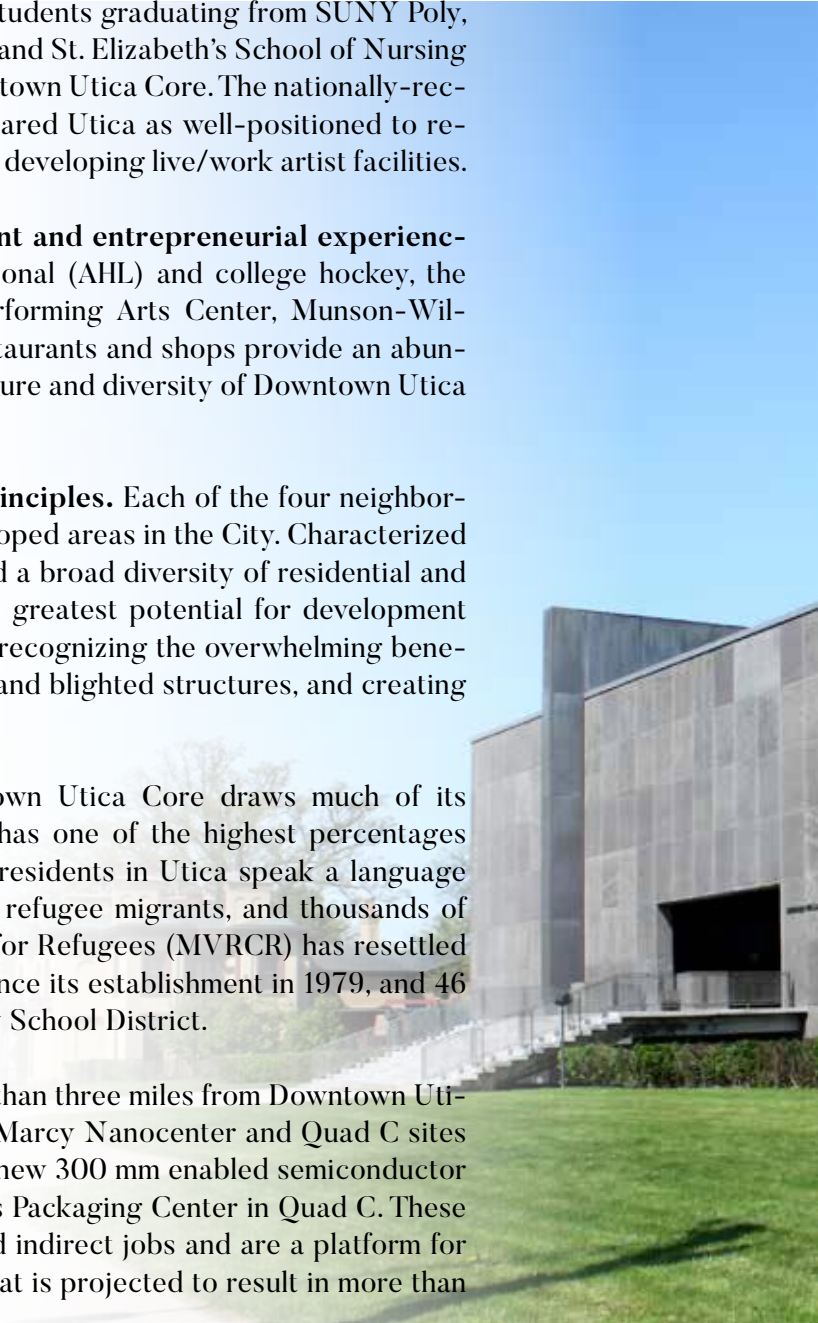 tudents graduating from SUNY Poly,
and St. Elizabeth's School of Nursing
town Utica Core. The nationally-rec-
ared Utica as well-positioned to re-
developing live/work artist facilities.
nt and entrepreneurial experienc-
onal (AHL) and college hockey, the
rforming Arts Center, Munson-Wil-
taurants and shops provide an abun-
ure and diversity of Downtown Utica
inciples. Each of the four neighbor-
oped areas in the City. Characterized
d a broad diversity of residential and
greatest potential for development
recognizing the overwhelming bene-
and blighted structures, and creating
own Utica Core draws much of its
has one of the highest percentages
residents in Utica speak a language
refugee migrants, and thousands of
for Refugees (MVRCR) has resettled
nce its establishment in 1979, and 46
y School District.
than three miles from Downtown Uti-
Marcy Nanocenter and Quad C sites
new 300 mm enabled semiconductor
s Packaging Center in Quad C. These
d indirect jobs and are a platform for
at is projected to result in more than